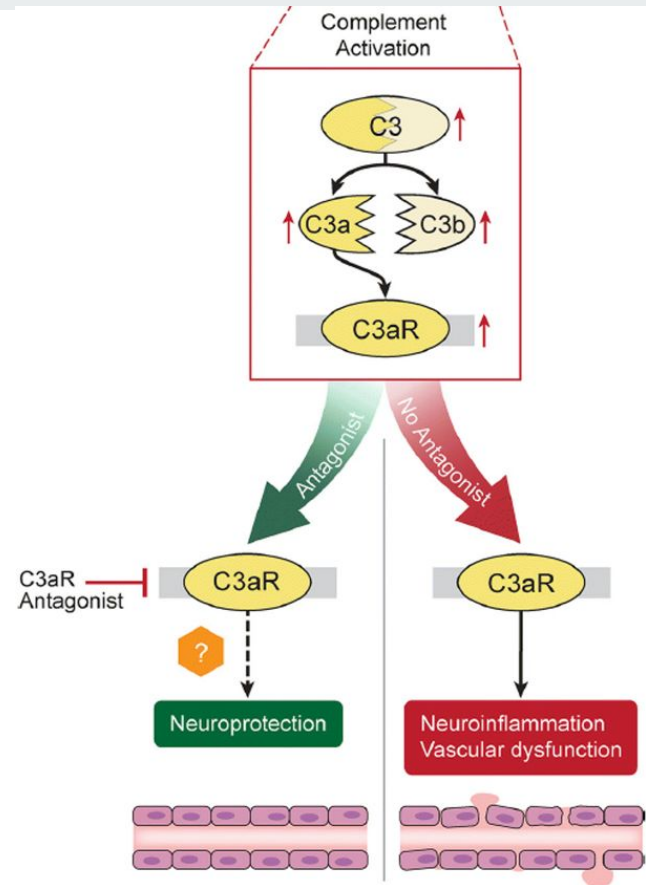 Complement
Activation
C3
C3a
C3b
C3aR
Antagonist
No Antagonist
C3aR
Antagonist
C3aR
C3aR
?
Neuroprotection
Neuroinflammation
Vascular dysfunction